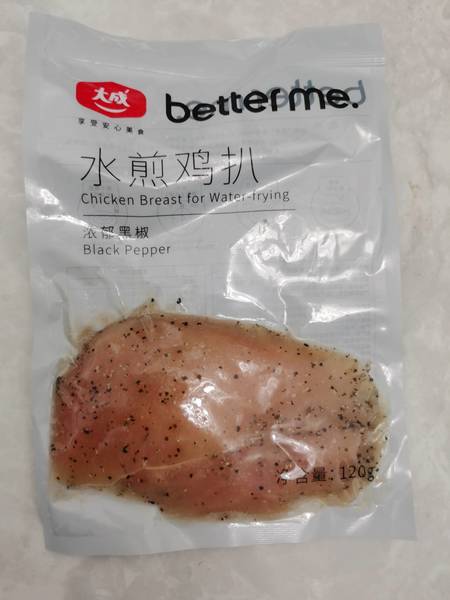 大成
享受安心美食
betterme.
水煎鸡扒
Chicken Breast for Water-frying
浓郁黑椒
Black Pepper
净含量: 120g